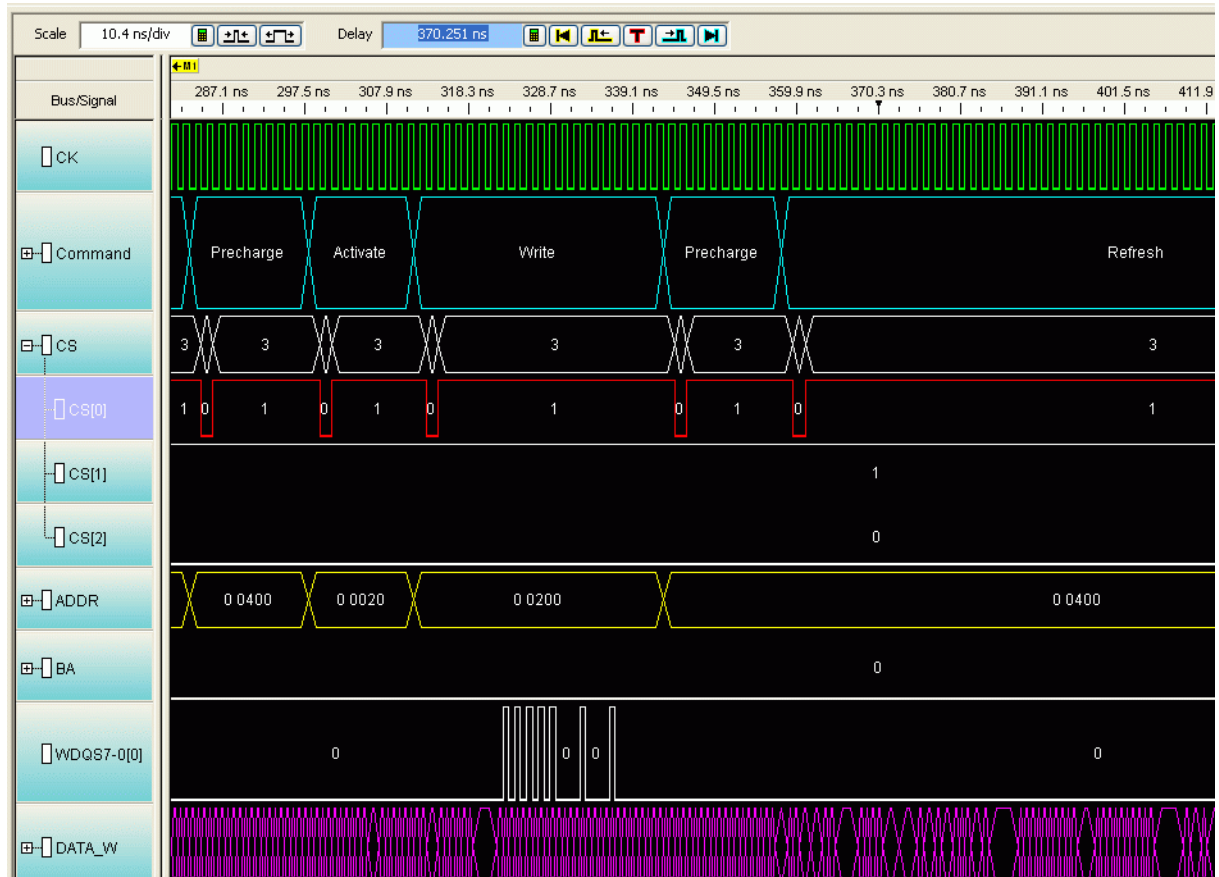 Scale 10.4 ns/div Delay 370.251 ns T
M1
Bus/Signal 287.1 ns 297.5 ns 307.9 ns 318.3 ns 328.7 ns 339.1 ns 349.5 ns 359.9 ns 370.3 ns 380.7 ns 391.1 ns 401.5 ns 411.9
CK
Command Precharge Activate Write Precharge Refresh
CS 3 3 3 3 3 3
CS[0] 1 0 1 0 1 0 1 0 1 0 1
CS[1] 1
CS[2] 0
ADDR 0 0400 0 0020 0 0200 0 0400
BA 0
WDQS7-0[0] 0 0 0 0
DATA_W